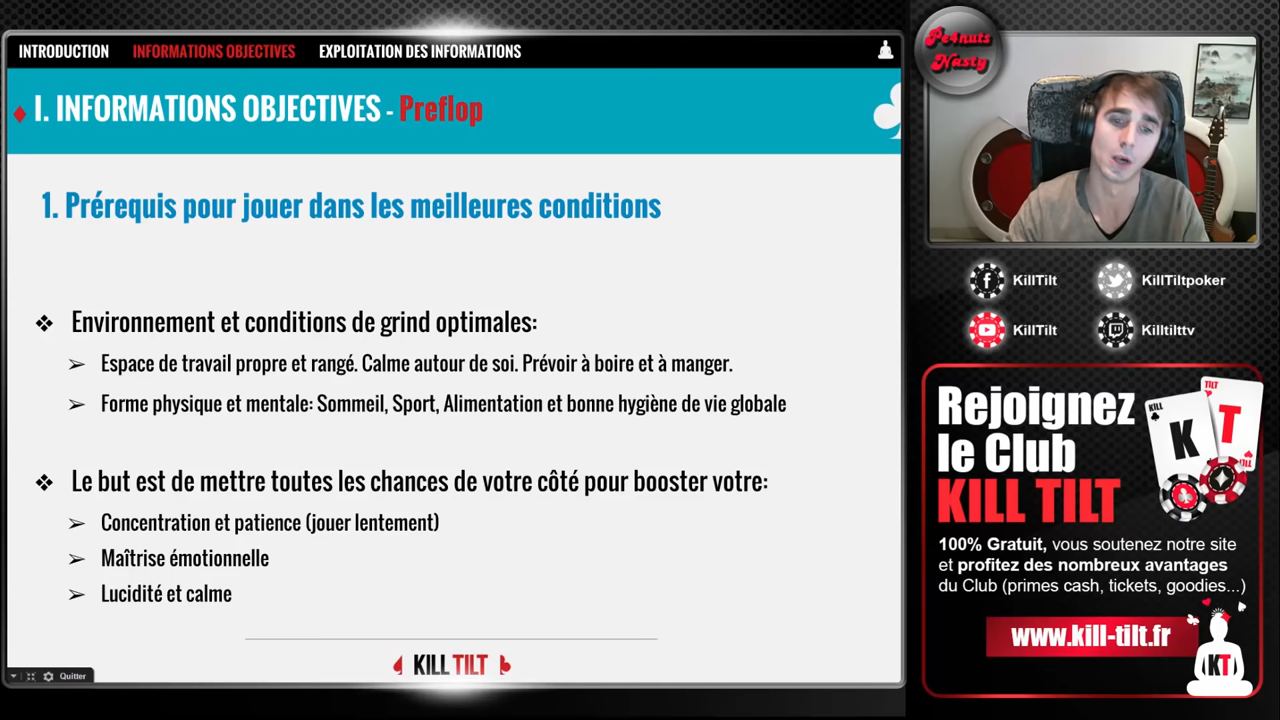 INTRODUCTION INFORMATIONS OBJECTIVES EXPLOITATION DES INFORMATIONS
I. INFORMATIONS OBJECTIVES - Preflop
1. Prérequis pour jouer dans les meilleures conditions
❖ Environnement et conditions de grind optimales:
➢ Espace de travail propre et rangé. Calme autour de soi. Prévoir à boire et à manger.
➢ Forme physique et mentale: Sommeil, Sport, Alimentation et bonne hygiène de vie globale
❖ Le but est de mettre toutes les chances de votre côté pour booster votre:
➢ Concentration et patience (jouer lentement)
➢ Maîtrise émotionnelle
➢ Lucidité et calme
KILL TILT
Quitter
Pe4nuts
Nasty
KillTilt
KillTiltpoker
KillTilt
Killtilttv
Rejoignez
le Club
KILL TILT
KILL
K
TILT
T
TILT
100% Gratuit, vous soutenez notre site
et profitez des nombreux avantages
du Club (primes cash, tickets, goodies...)
www.kill-tilt.fr
KT